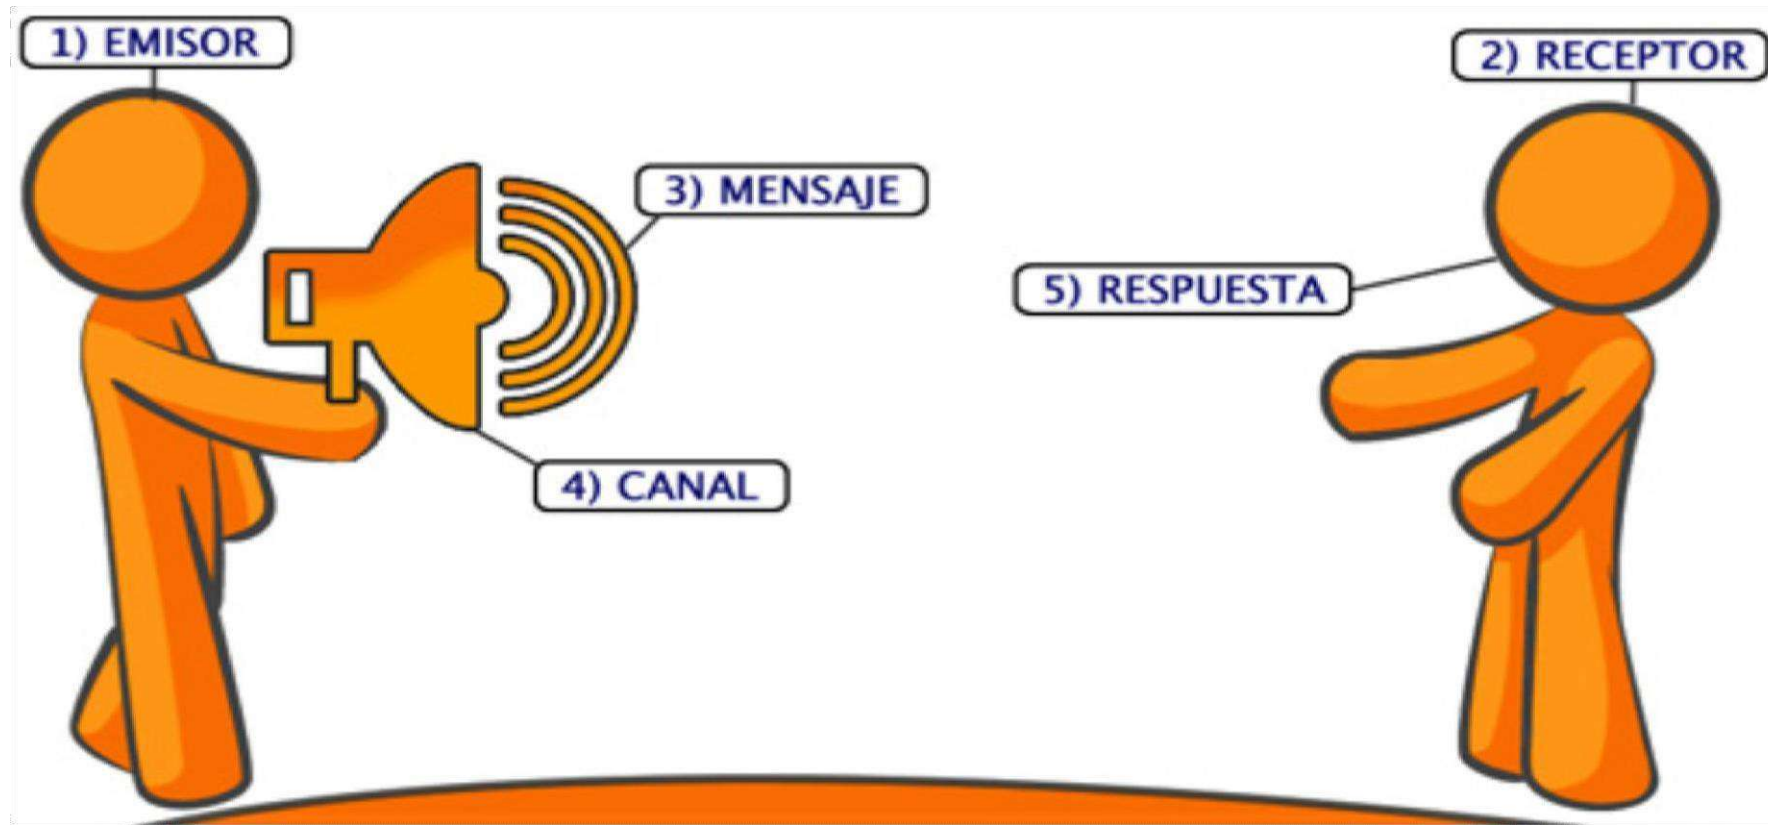 1) EMISOR
2) RECEPTOR
3) MENSAJE
5) RESPUESTA
4) CANAL